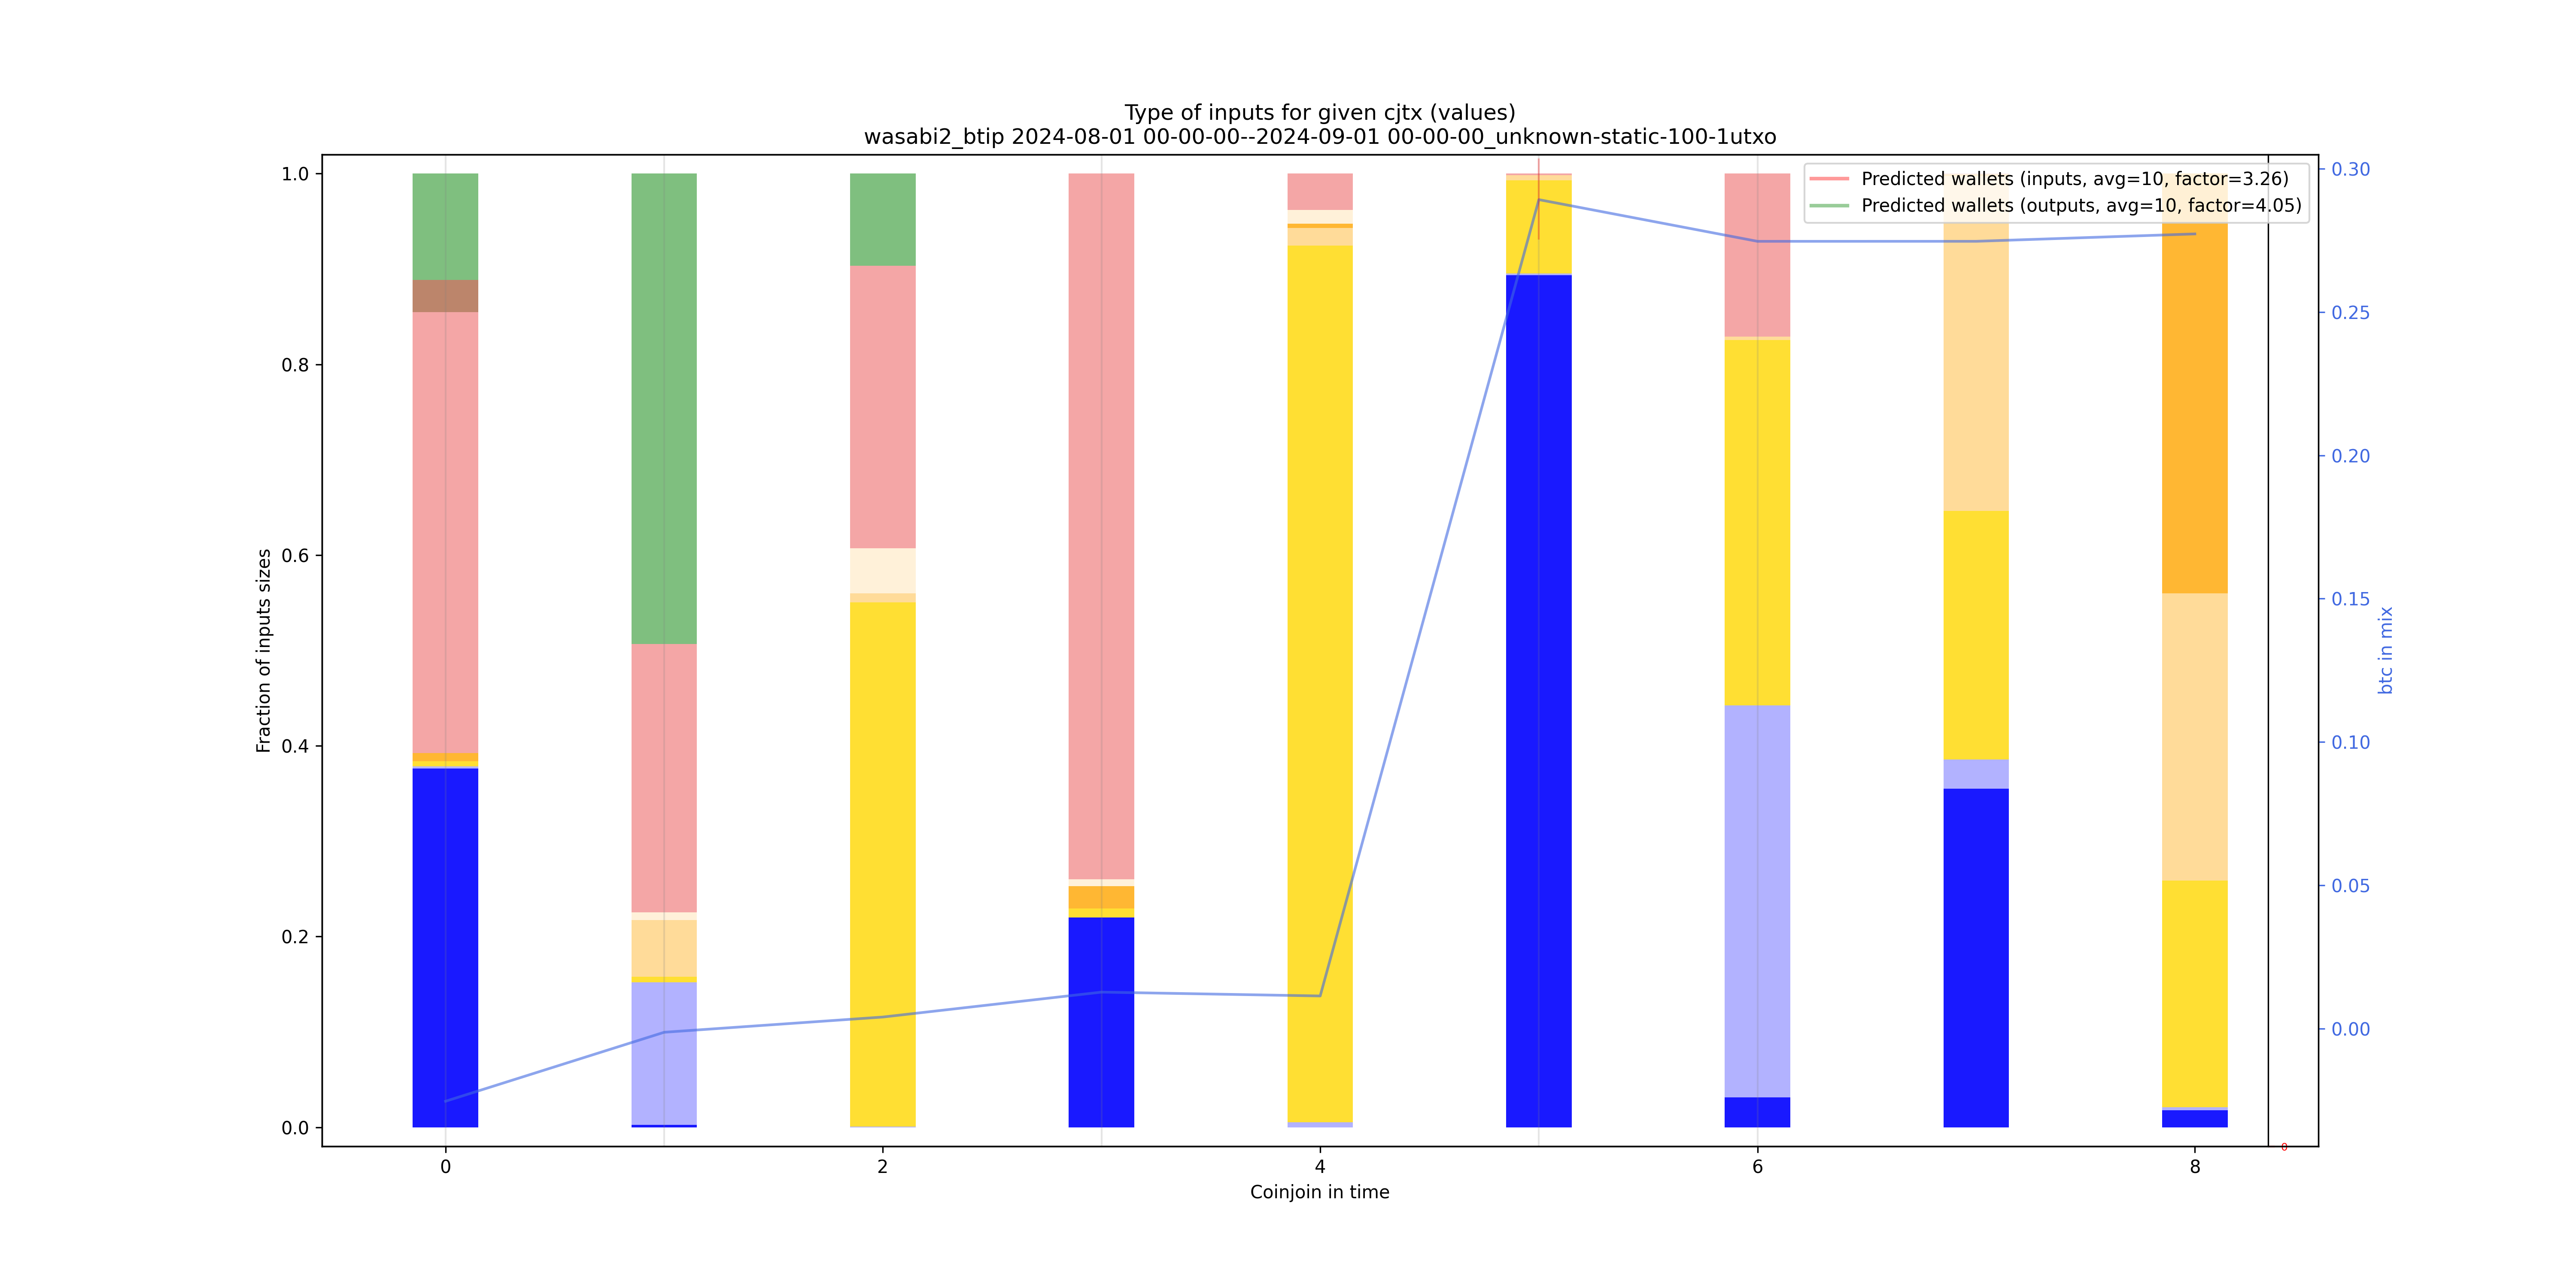 Type of inputs for given cjtx (values)
wasabi2_btip 2024-08-01 00-00-00--2024-09-01 00-00-00_unknown-static-100-1utxo
Predicted wallets (inputs, avg=10, factor=3.26)
Predicted wallets (outputs, avg=10, factor=4.05)
Fraction of inputs sizes
1.0
0.8
0.6
0.4
0.2
0.0
0.30
0.25
0.20
0.15
0.10
0.05
0.00
btc in mix
0
0
2
4
6
8
Coinjoin in time